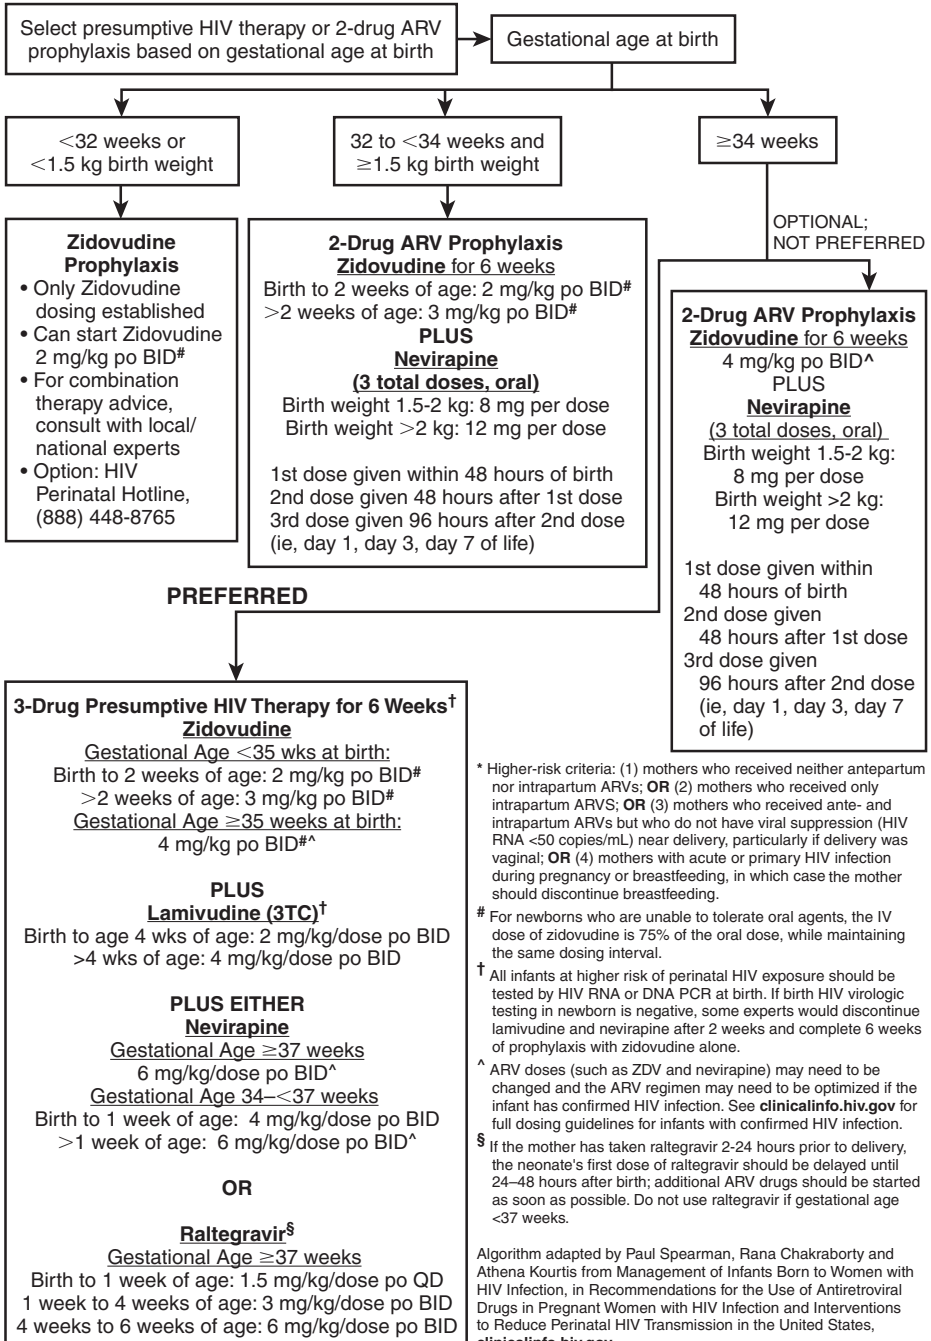 Select presumptive HIV therapy or 2-drug ARV
prophylaxis based on gestational age at birth
Gestational age at birth
<32 weeks or
<1.5 kg birth weight
32 to <34 weeks and
≥1.5 kg birth weight
≥34 weeks
OPTIONAL;
NOT PREFERRED
Zidovudine
Prophylaxis
• Only Zidovudine
dosing established
• Can start Zidovudine
2 mg/kg po BID#
• For combination
therapy advice,
consult with local/
national experts
• Option: HIV
Perinatal Hotline,
(888) 448-8765
2-Drug ARV Prophylaxis
Zidovudine for 6 weeks
Birth to 2 weeks of age: 2 mg/kg po BID#
>2 weeks of age: 3 mg/kg po BID#
PLUS
Nevirapine
(3 total doses, oral)
Birth weight 1.5-2 kg: 8 mg per dose
Birth weight >2 kg: 12 mg per dose
1st dose given within 48 hours of birth
2nd dose given 48 hours after 1st dose
3rd dose given 96 hours after 2nd dose
(ie, day 1, day 3, day 7 of life)
2-Drug ARV Prophylaxis
Zidovudine for 6 weeks
4 mg/kg po BID^
PLUS
Nevirapine
(3 total doses, oral)
Birth weight 1.5-2 kg:
8 mg per dose
Birth weight >2 kg:
12 mg per dose
1st dose given within
48 hours of birth
2nd dose given
48 hours after 1st dose
3rd dose given
96 hours after 2nd dose
(ie, day 1, day 3, day 7
of life)
PREFERRED
3-Drug Presumptive HIV Therapy for 6 Weeks†
Zidovudine
Gestational Age <35 wks at birth:
Birth to 2 weeks of age: 2 mg/kg po BID#
>2 weeks of age: 3 mg/kg po BID#
Gestational Age ≥35 weeks at birth:
4 mg/kg po BID#^
PLUS
Lamivudine (3TC)†
Birth to age 4 wks of age: 2 mg/kg/dose po BID
>4 wks of age: 4 mg/kg/dose po BID
PLUS EITHER
Nevirapine
Gestational Age ≥37 weeks
6 mg/kg/dose po BID^
Gestational Age 34–<37 weeks
Birth to 1 week of age: 4 mg/kg/dose po BID
>1 week of age: 6 mg/kg/dose po BID^
OR
Raltegravir§
Gestational Age ≥37 weeks
Birth to 1 week of age: 1.5 mg/kg/dose po QD
1 week to 4 weeks of age: 3 mg/kg/dose po BID
4 weeks to 6 weeks of age: 6 mg/kg/dose po BID
* Higher-risk criteria: (1) mothers who received neither antepartum
nor intrapartum ARVs; OR (2) mothers who received only
intrapartum ARVS; OR (3) mothers who received ante- and
intrapartum ARVs but who do not have viral suppression (HIV
RNA <50 copies/mL) near delivery, particularly if delivery was
vaginal; OR (4) mothers with acute or primary HIV infection
during pregnancy or breastfeeding, in which case the mother
should discontinue breastfeeding.
# For newborns who are unable to tolerate oral agents, the IV
dose of zidovudine is 75% of the oral dose, while maintaining
the same dosing interval.
† All infants at higher risk of perinatal HIV exposure should be
tested by HIV RNA or DNA PCR at birth. If birth HIV virologic
testing in newborn is negative, some experts would discontinue
lamivudine and nevirapine after 2 weeks and complete 6 weeks
of prophylaxis with zidovudine alone.
^ ARV doses (such as ZDV and nevirapine) may need to be
changed and the ARV regimen may need to be optimized if the
infant has confirmed HIV infection. See clinicalinfo.hiv.gov for
full dosing guidelines for infants with confirmed HIV infection.
§ If the mother has taken raltegravir 2-24 hours prior to delivery,
the neonate's first dose of raltegravir should be delayed until
24–48 hours after birth; additional ARV drugs should be started
as soon as possible. Do not use raltegravir if gestational age
<37 weeks.
Algorithm adapted by Paul Spearman, Rana Chakraborty and
Athena Kourtis from Management of Infants Born to Women with
HIV Infection, in Recommendations for the Use of Antiretroviral
Drugs in Pregnant Women with HIV Infection and Interventions
to Reduce Perinatal HIV Transmission in the United States,
clinicalinfo.hiv.gov